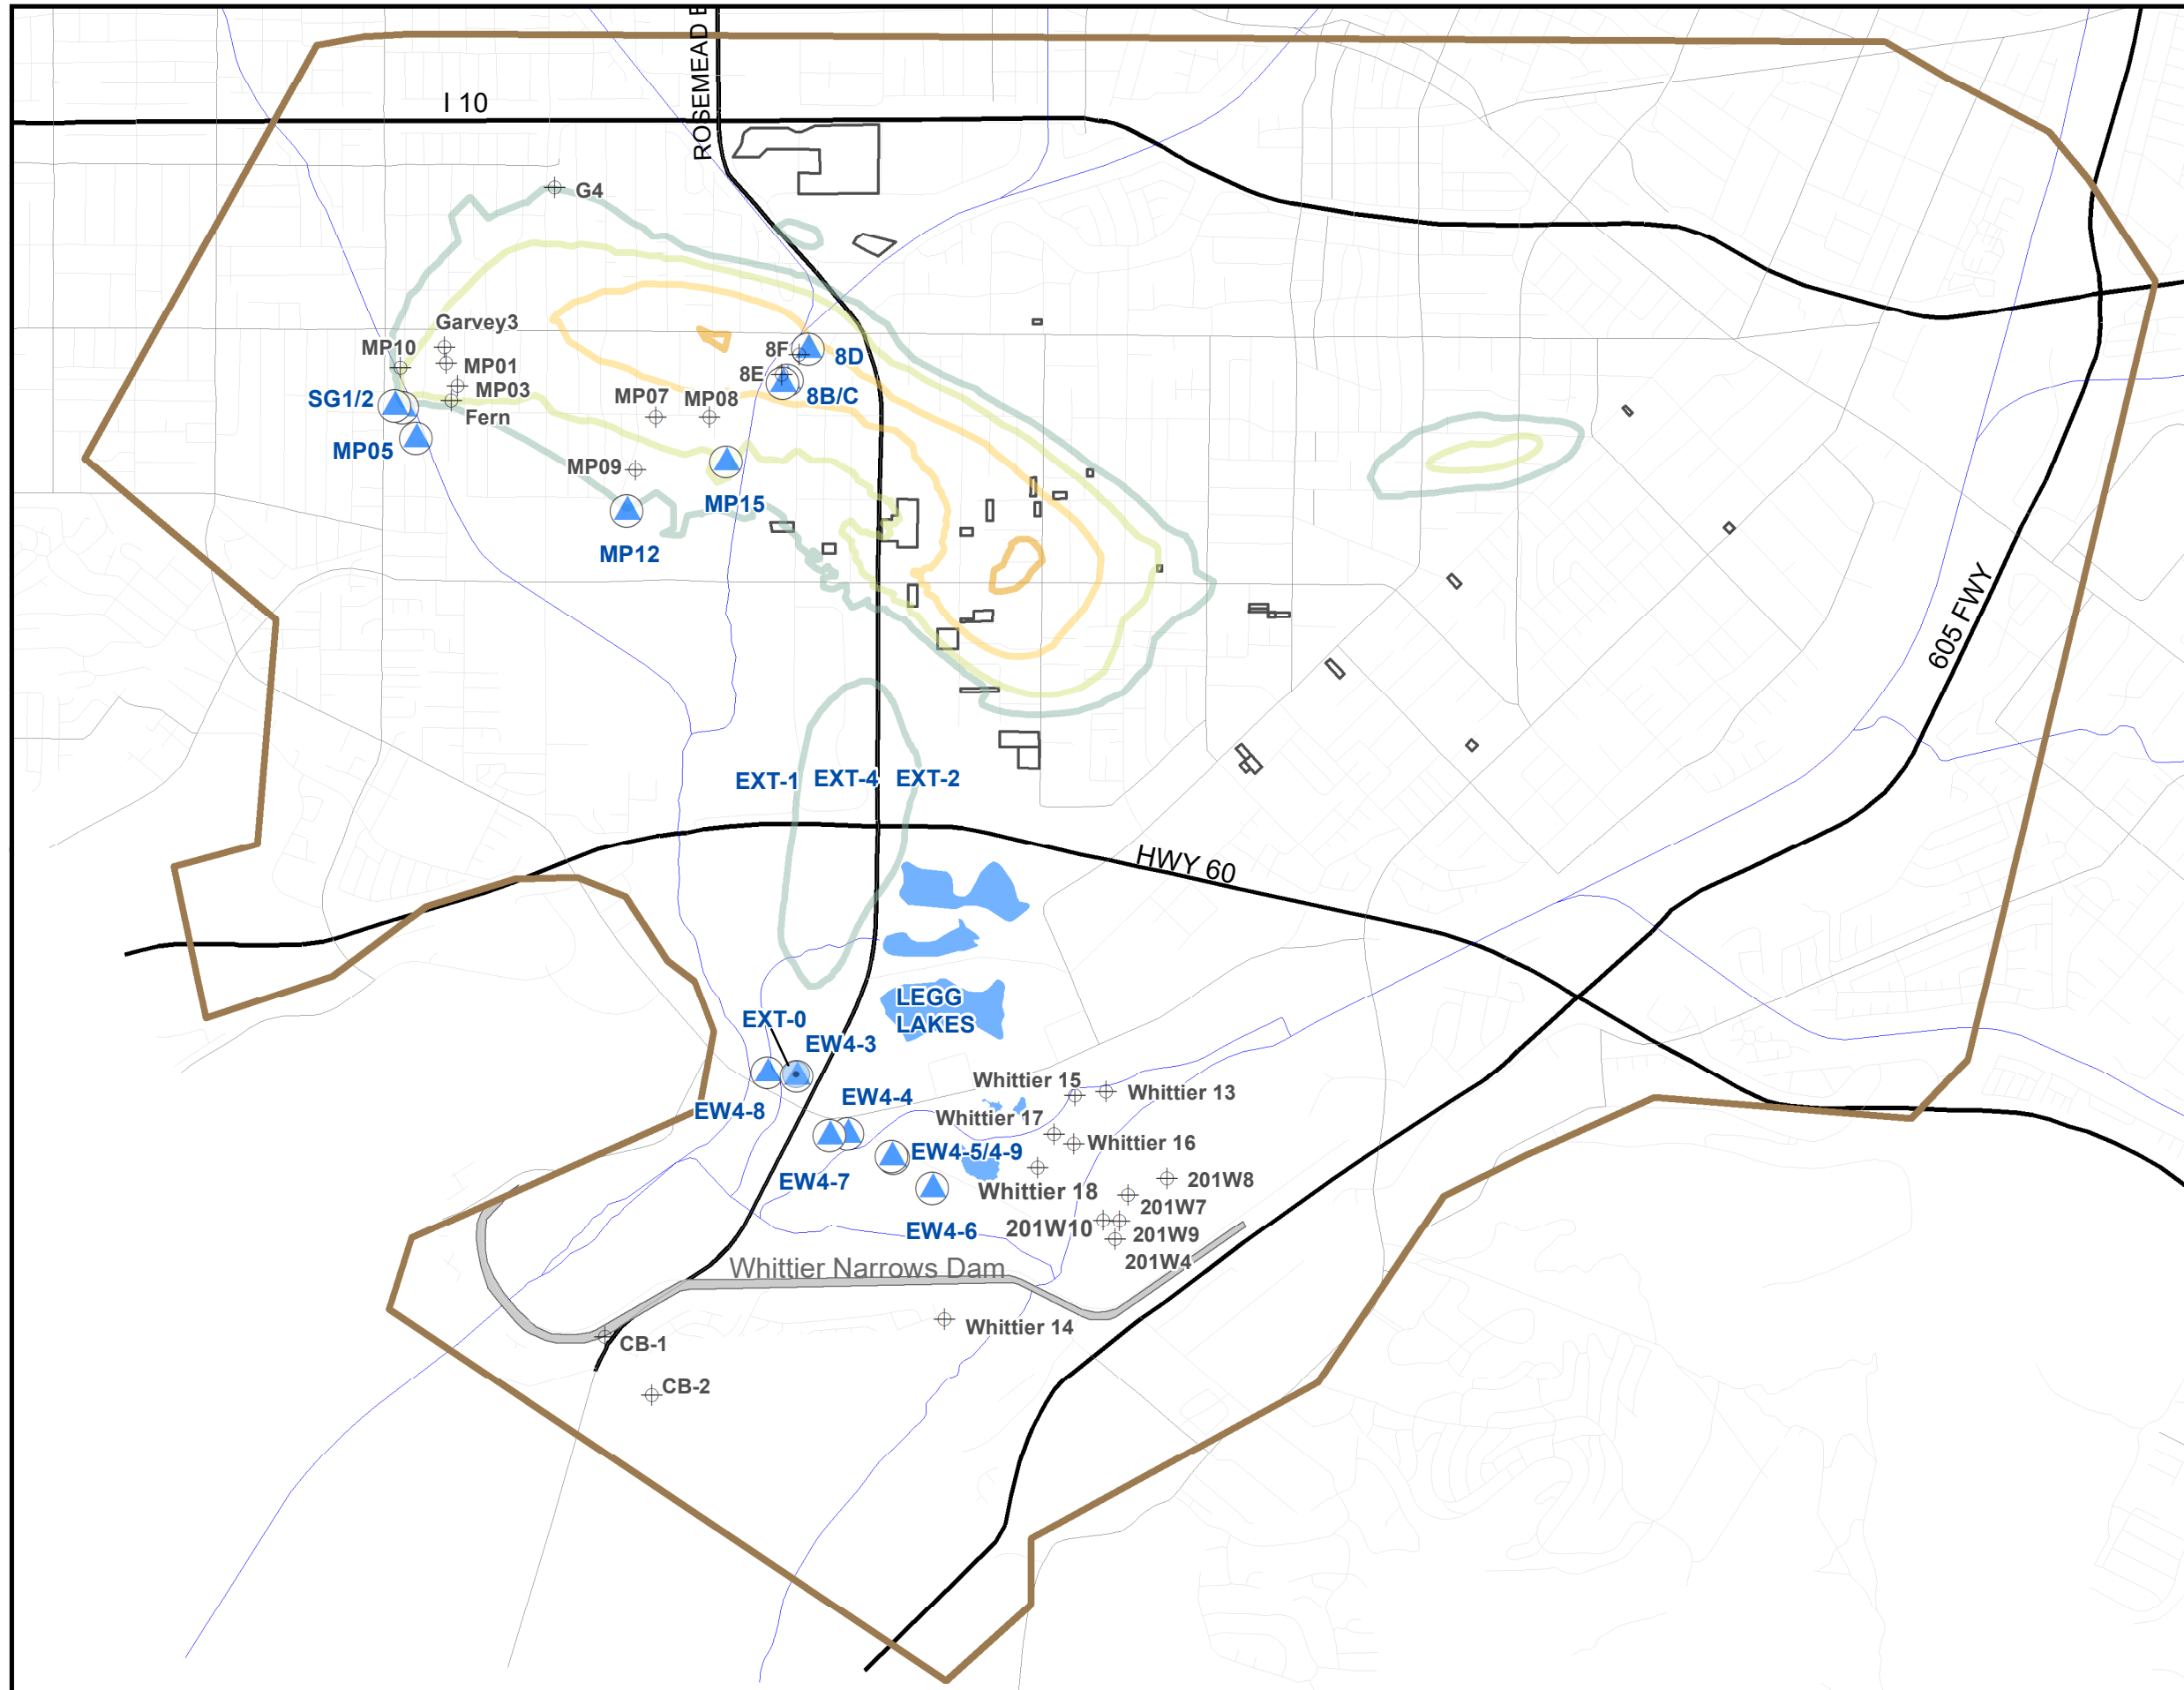 ROSEMEAD
I 10
G4
Garvey3
MP10
MP01
MP03
Fern
SG1/2
MP05
MP07
MP08
8F
8D
8E
8B/C
MP09
MP15
MP12
605 FWY
EXT-1
EXT-4
EXT-2
HWY 60
LEGG
LAKES
EXT-0
EW4-3
EW4-8
EW4-4
Whittier 15
Whittier 13
Whittier 17
Whittier 16
EW4-5/4-9
EW4-7
Whittier 18
201W8
201W7
EW4-6
201W10
201W9
201W4
Whittier Narrows Dam
Whittier 14
CB-1
CB-2